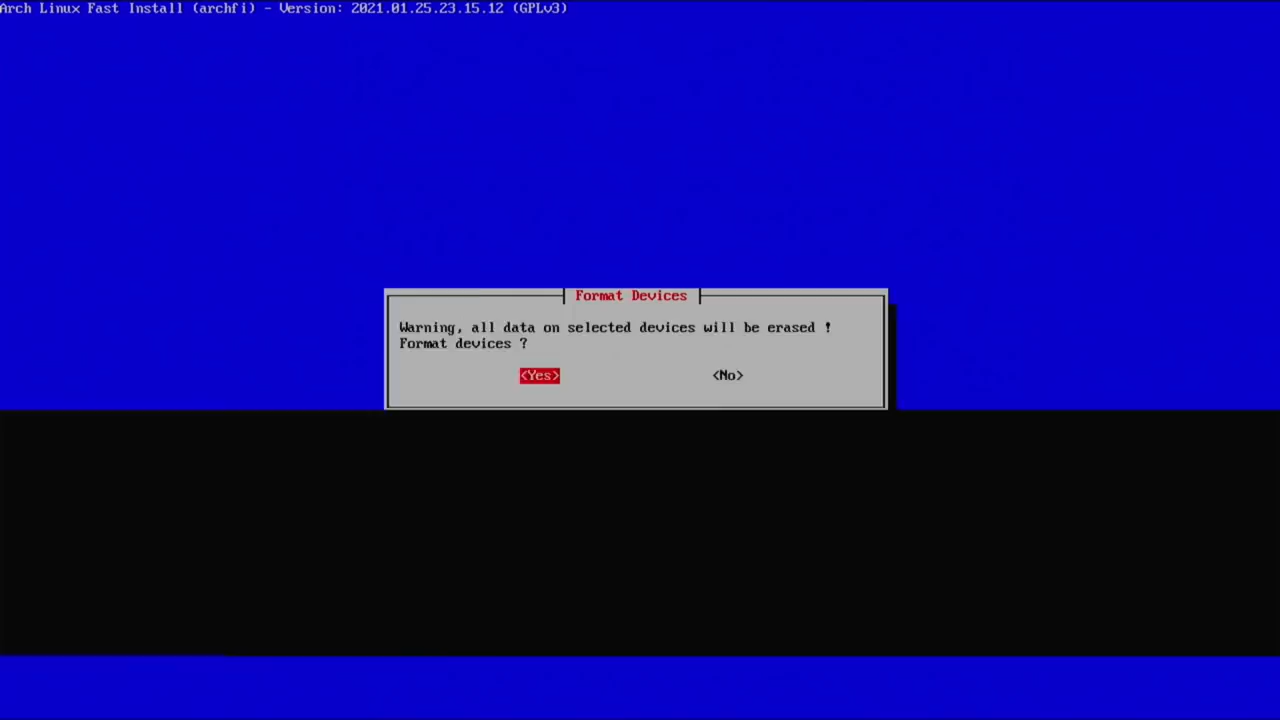 Arch Linux Fast Install (archfi) - Version: 2021.01.25.23.15.12 (GPLv3)
Format Devices
Warning, all data on selected devices will be erased !
Format devices ?
<Yes> <No>